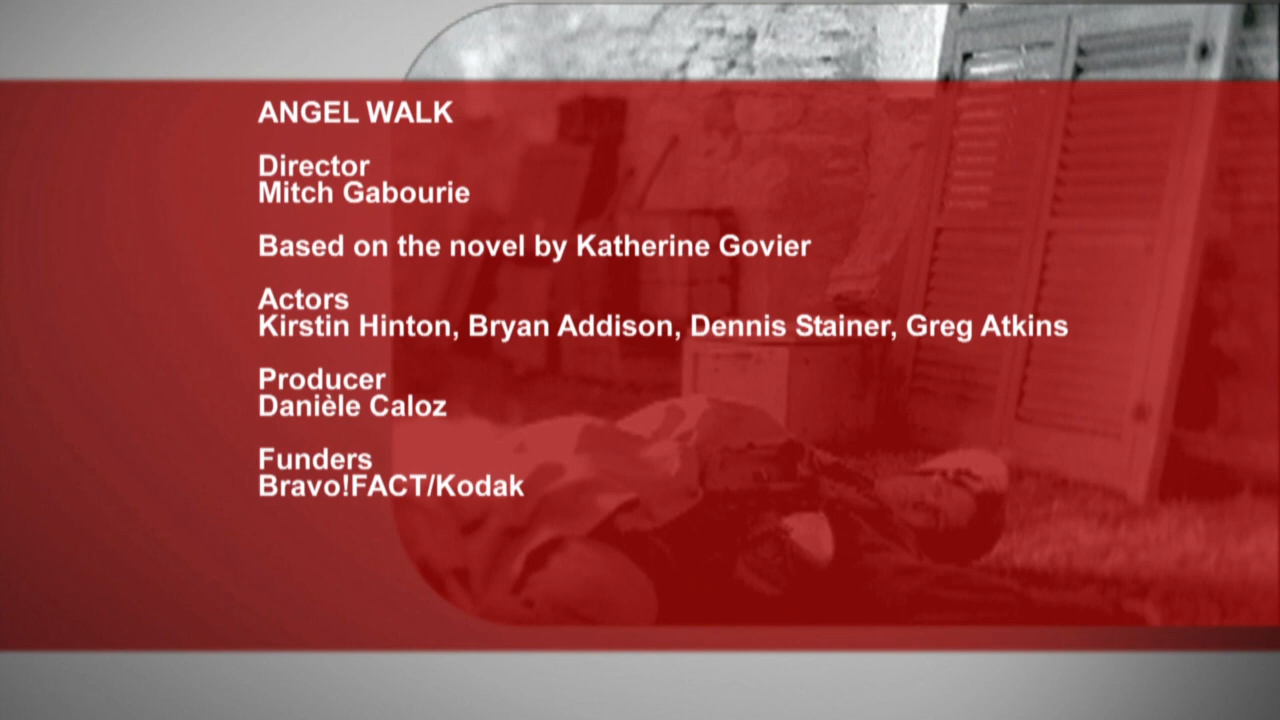 ANGEL WALK
Director
Mitch Gabourie
Based on the novel by Katherine Govier
Actors
Kirstin Hinton, Bryan Addison, Dennis Stainer, Greg Atkins
Producer
Danièle Caloz
Funders
Bravo!FACT/Kodak